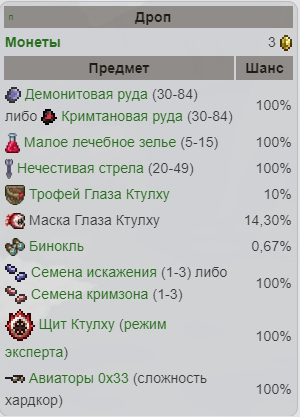 Дроп
Монеты 3
Предмет Шанс
Демонитовая руда (30-84)
либо Кримтановая руда (30-84) 100%
Малое лечебное зелье (5-15) 100%
Нечестивая стрела (20-49) 100%
Трофей Глаза Ктулху 10%
Маска Глаза Ктулху 14,30%
Бинокль 0,67%
Семена искажения (1-3) либо
Семена кримзона (1-3) 100%
Щит Ктулху (режим
эксперта) 100%
Авиаторы 0x33 (сложность
хардкор) 100%